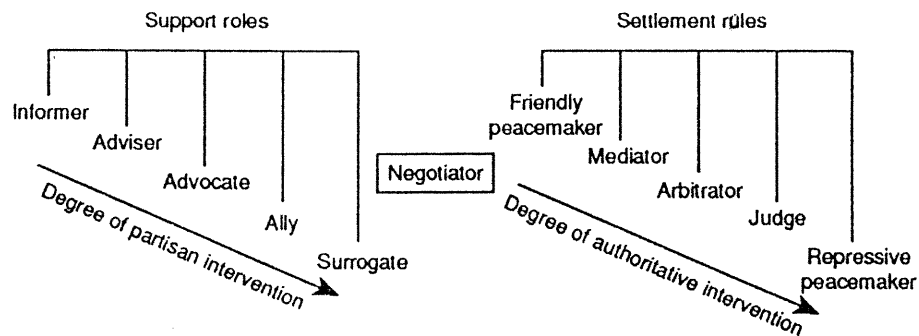 Support roles
Settlement rules
Informer
Adviser
Advocate
Ally
Surrogate
Degree of partisan intervention
Negotiator
Friendly
peacemaker
Mediator
Arbitrator
Judge
Repressive
peacemaker
Degree of authoritative intervention